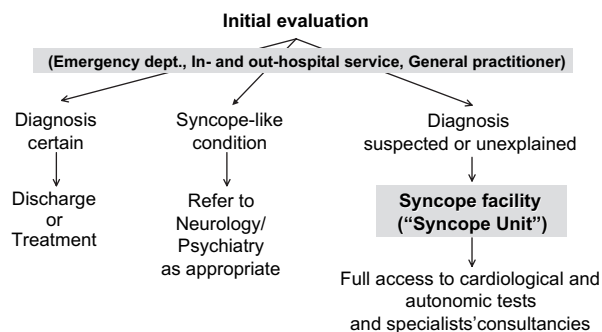 Initial evaluation
(Emergency dept., In- and out-hospital service, General practitioner)
Diagnosis
certain
Discharge
or
Treatment
Syncope-like
condition
Refer to
Neurology/
Psychiatry
as appropriate
Diagnosis
suspected or unexplained
Syncope facility
(“Syncope Unit”)
Full access to cardiological and
autonomic tests
and specialists’consultancies